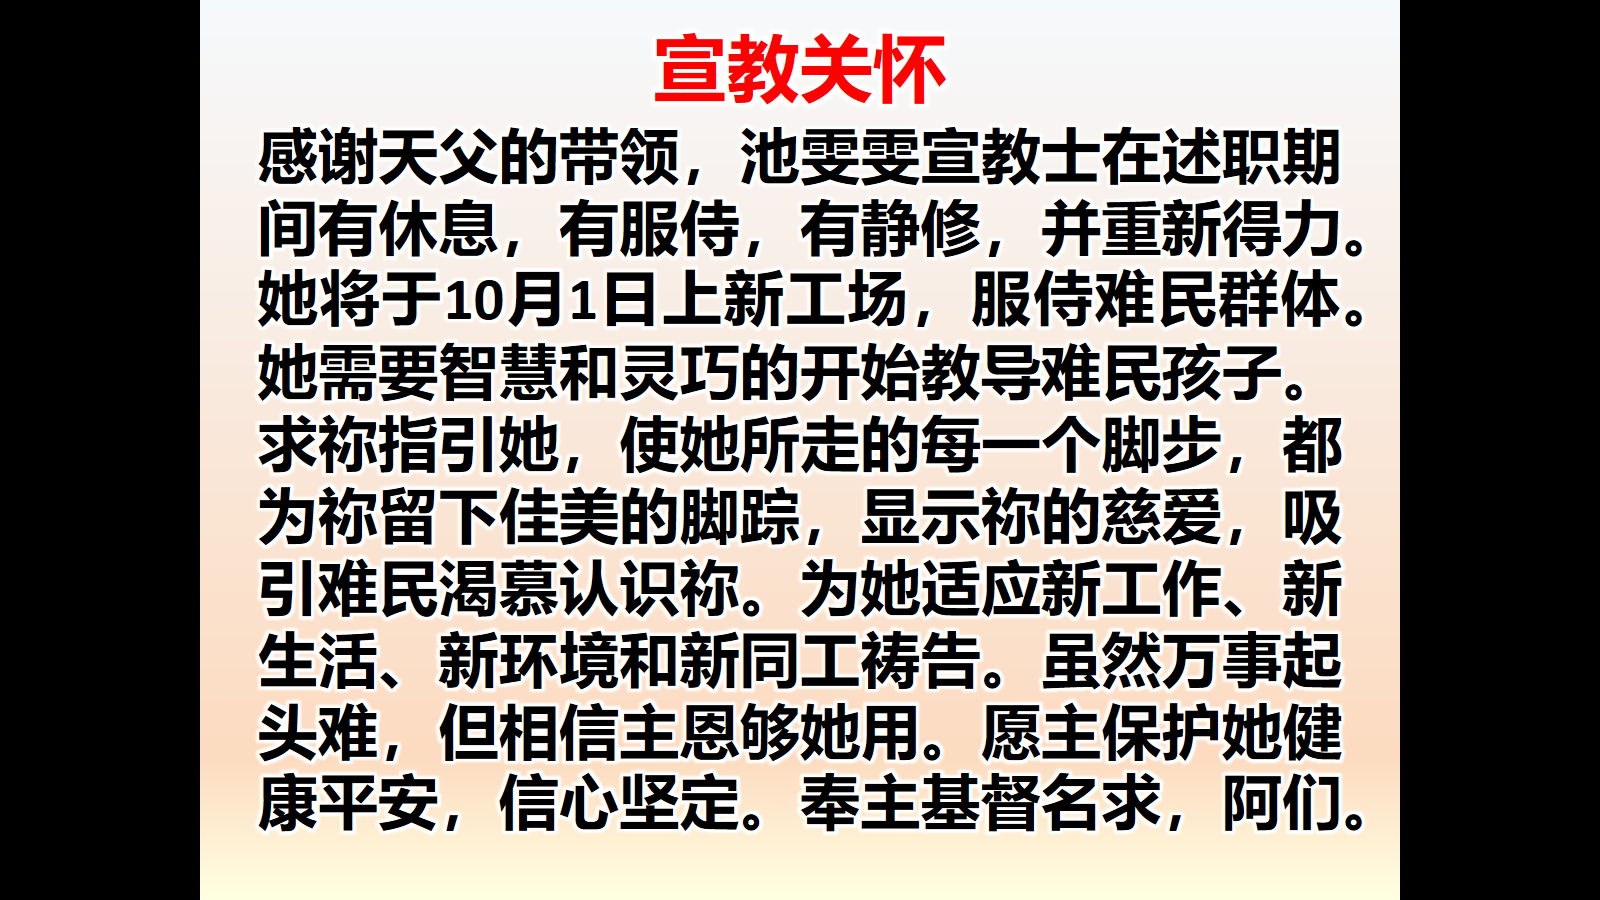 宣教关怀
感谢天父的带领，池雯雯宣教士在述职期
间有休息，有服侍，有静修，并重新得力。
她将于10月1日上新工场，服侍难民群体。
她需要智慧和灵巧的开始教导难民孩子。
求祢指引她，使她所走的每一个脚步，都
为祢留下佳美的脚踪，显示祢的慈爱，吸
引难民渴慕认识祢。为她适应新工作、新
生活、新环境和新同工祷告。虽然万事起
头难，但相信主恩够她用。愿主保护她健
康平安，信心坚定。奉主基督名求，阿们。